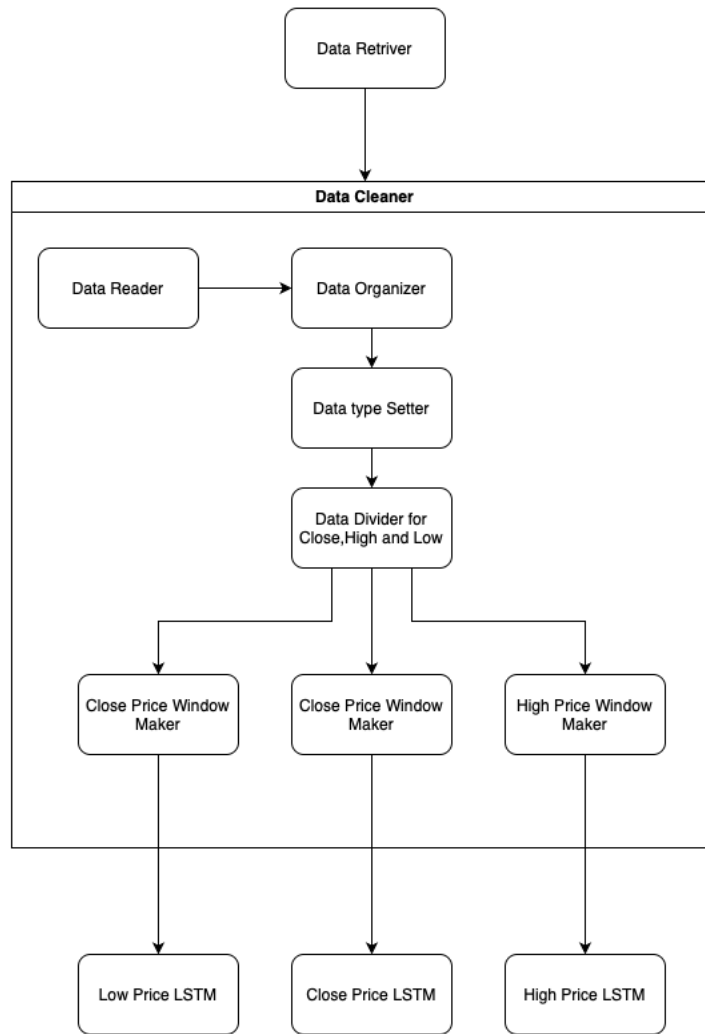 Data Retriver
Data Cleaner
Data Reader
Data Organizer
Data type Setter
Data Divider for
Close,High and Low
Close Price Window
Maker
Close Price Window
Maker
High Price Window
Maker
Low Price LSTM
Close Price LSTM
High Price LSTM